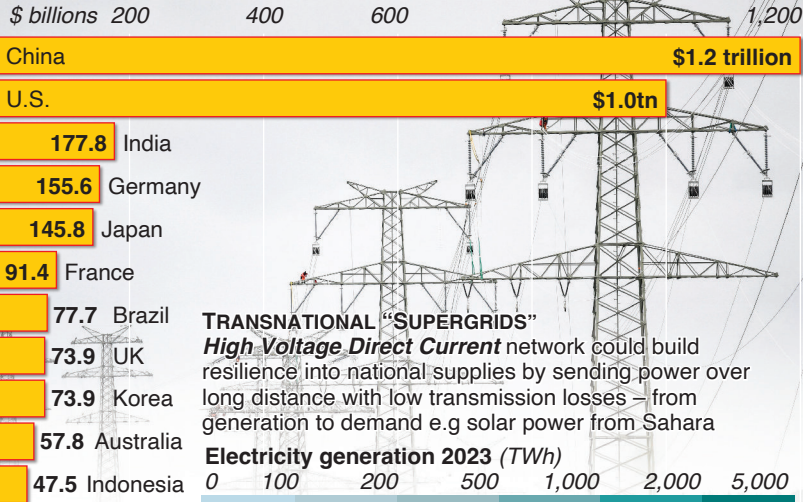 $ billions 200 400 600 1,200
China $1.2 trillion
U.S. $1.0tn
177.8 India
155.6 Germany
145.8 Japan
91.4 France
77.7 Brazil
73.9 UK
73.9 Korea
57.8 Australia
47.5 Indonesia
TRANSNATIONAL “SUPERGRIDS”
High Voltage Direct Current network could build
resilience into national supplies by sending power over
long distance with low transmission losses – from
generation to demand e.g solar power from Sahara
Electricity generation 2023 (TWh)
0 100 200 500 1,000 2,000 5,000